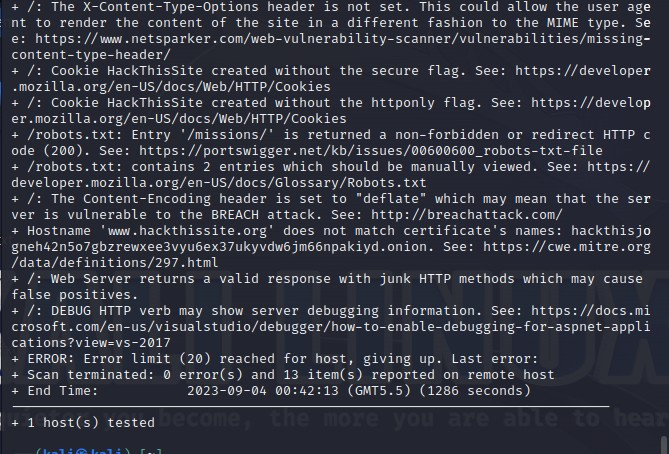 + /: The X-Content-Type-Options header is not set. This could allow the user age
nt to render the content of the site in a different fashion to the MIME type. Se
e: https://www.netsparker.com/web-vulnerability-scanner/vulnerabilities/missing-
content-type-header/
+ /: Cookie HackThisSite created without the secure flag. See: https://developer
.mozilla.org/en-US/docs/Web/HTTP/Cookies
+ /: Cookie HackThisSite created without the httponly flag. See: https://develop
er.mozilla.org/en-US/docs/Web/HTTP/Cookies
+ /robots.txt: Entry '/missions/' is returned a non-forbidden or redirect HTTP c
ode (200). See: https://portswigger.net/kb/issues/00600600_robots-txt-file
+ /robots.txt: contains 2 entries which should be manually viewed. See: https://
developer.mozilla.org/en-US/docs/Glossary/Robots.txt
+ /: The Content-Encoding header is set to "deflate" which may mean that the ser
ver is vulnerable to the BREACH attack. See: http://breachattack.com/
+ Hostname 'www.hackthissite.org' does not match certificate's names: hackthisjo
gneh42n5o7gbzrewxee3vyu6ex37ukyvdw6jm66npakiyd.onion. See: https://cwe.mitre.org
/data/definitions/297.html
+ /: Web Server returns a valid response with junk HTTP methods which may cause
false positives.
+ /: DEBUG HTTP verb may show server debugging information. See: https://docs.mi
crosoft.com/en-us/visualstudio/debugger/how-to-enable-debugging-for-aspnet-appli
cations?view=vs-2017
+ ERROR: Error limit (20) reached for host, giving up. Last error:
+ Scan terminated: 0 error(s) and 13 item(s) reported on remote host
+ End Time: 2023-09-04 00:42:13 (GMT5.5) (1286 seconds)
you become, the more you are able to hear
+ 1 host(s) tested
(kali㉿kali)-[~]